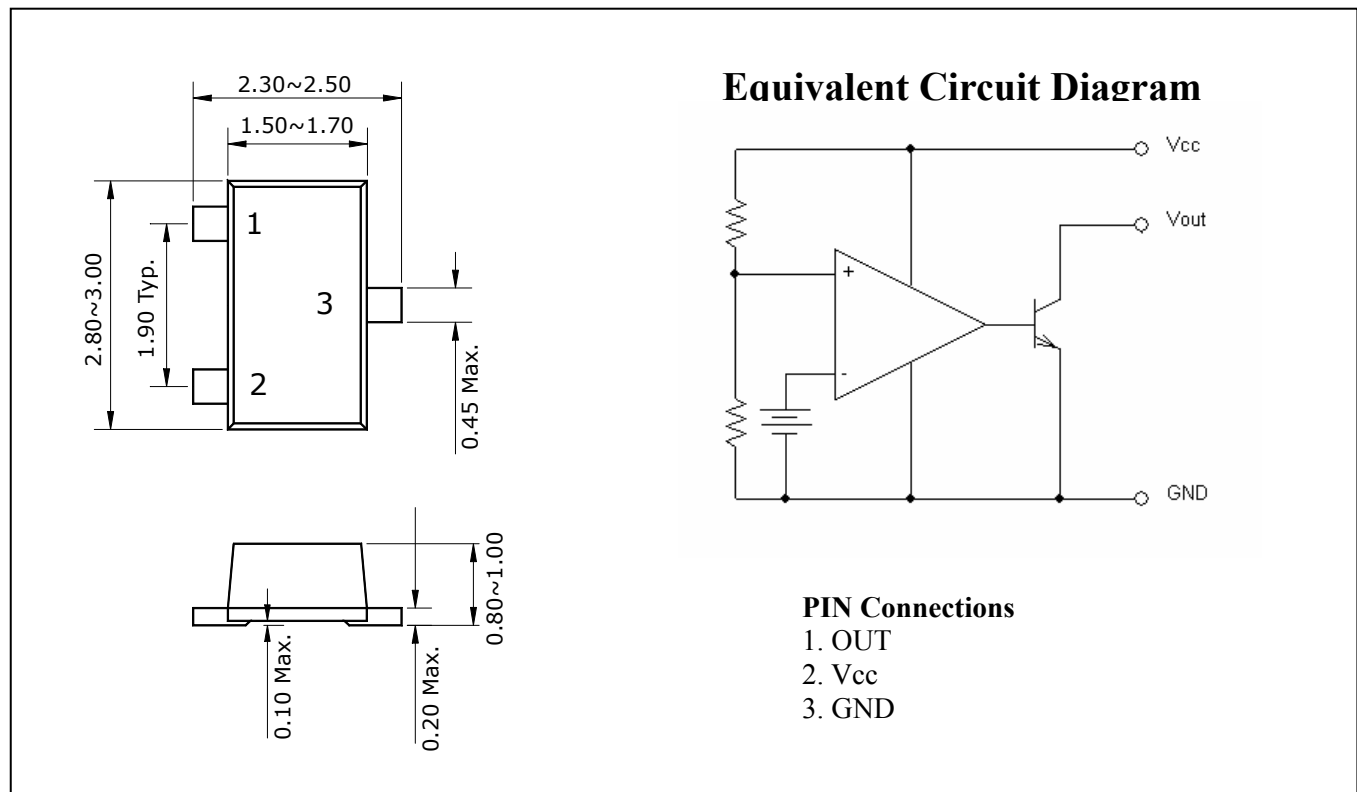 2.30~2.50
1.50~1.70
2.80~3.00
1.90 Typ.
1
2
3
0.45 Max.
0.80~1.00
0.10 Max.
0.20 Max.
Equivalent Circuit Diagram
Vcc
Vout
+
-
GND
PIN Connections
1. OUT
2. Vcc
3. GND